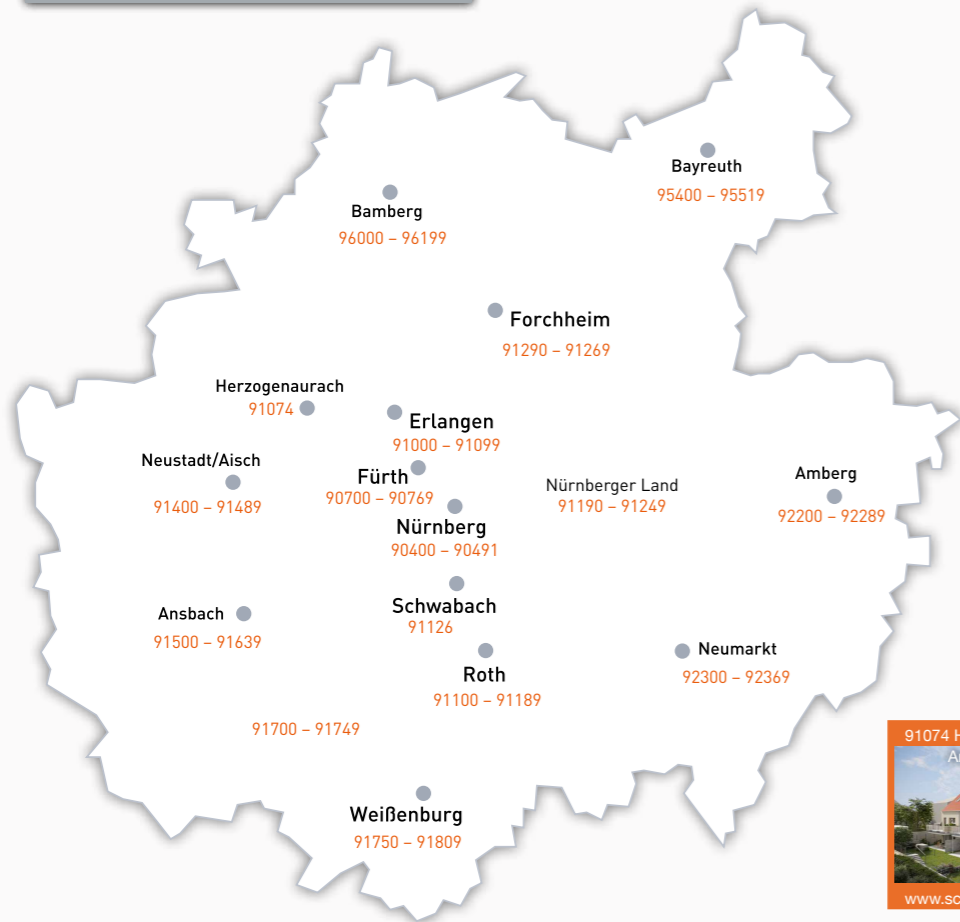 Bayreuth
95400 – 95519
Bamberg
96000 – 96199
Forchheim
91290 – 91269
Herzogenaurach
91074
Erlangen
91000 – 91099
Neustadt/Aisch
91400 – 91489
Fürth
90700 – 90769
Nürnberger Land
91190 – 91249
Amberg
92200 – 92289
Nürnberg
90400 – 90491
Schwabach
91126
Ansbach
91500 – 91639
Roth
91100 – 91189
Neumarkt
92300 – 92369
91700 – 91749
Weißenburg
91750 – 91809
91074 H
www.sc